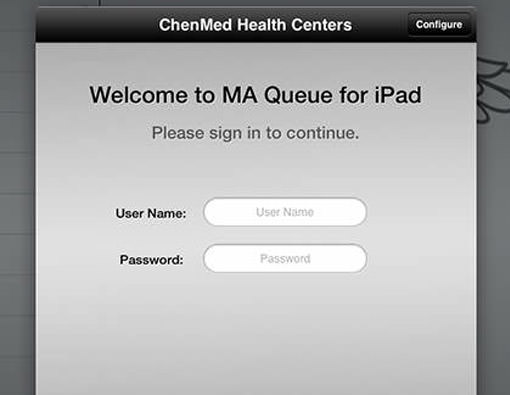 ChenMed Health Centers
Configure
Welcome to MA Queue for iPad
Please sign in to continue.
User Name: User Name
Password: Password